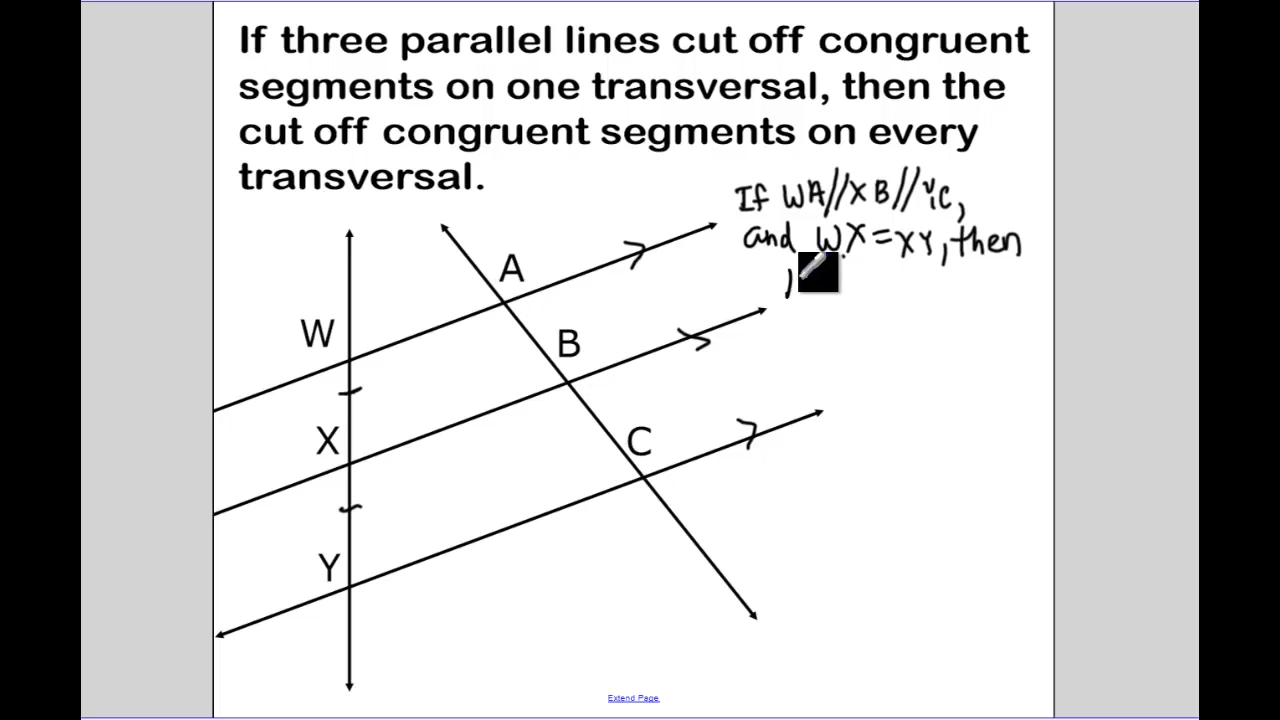 If three parallel lines cut off congruent
segments on one transversal, then the
cut off congruent segments on every
transversal.
If WA//XB//YC,
and WX=XY, then
A
W
B
X
C
Y
Extend Page